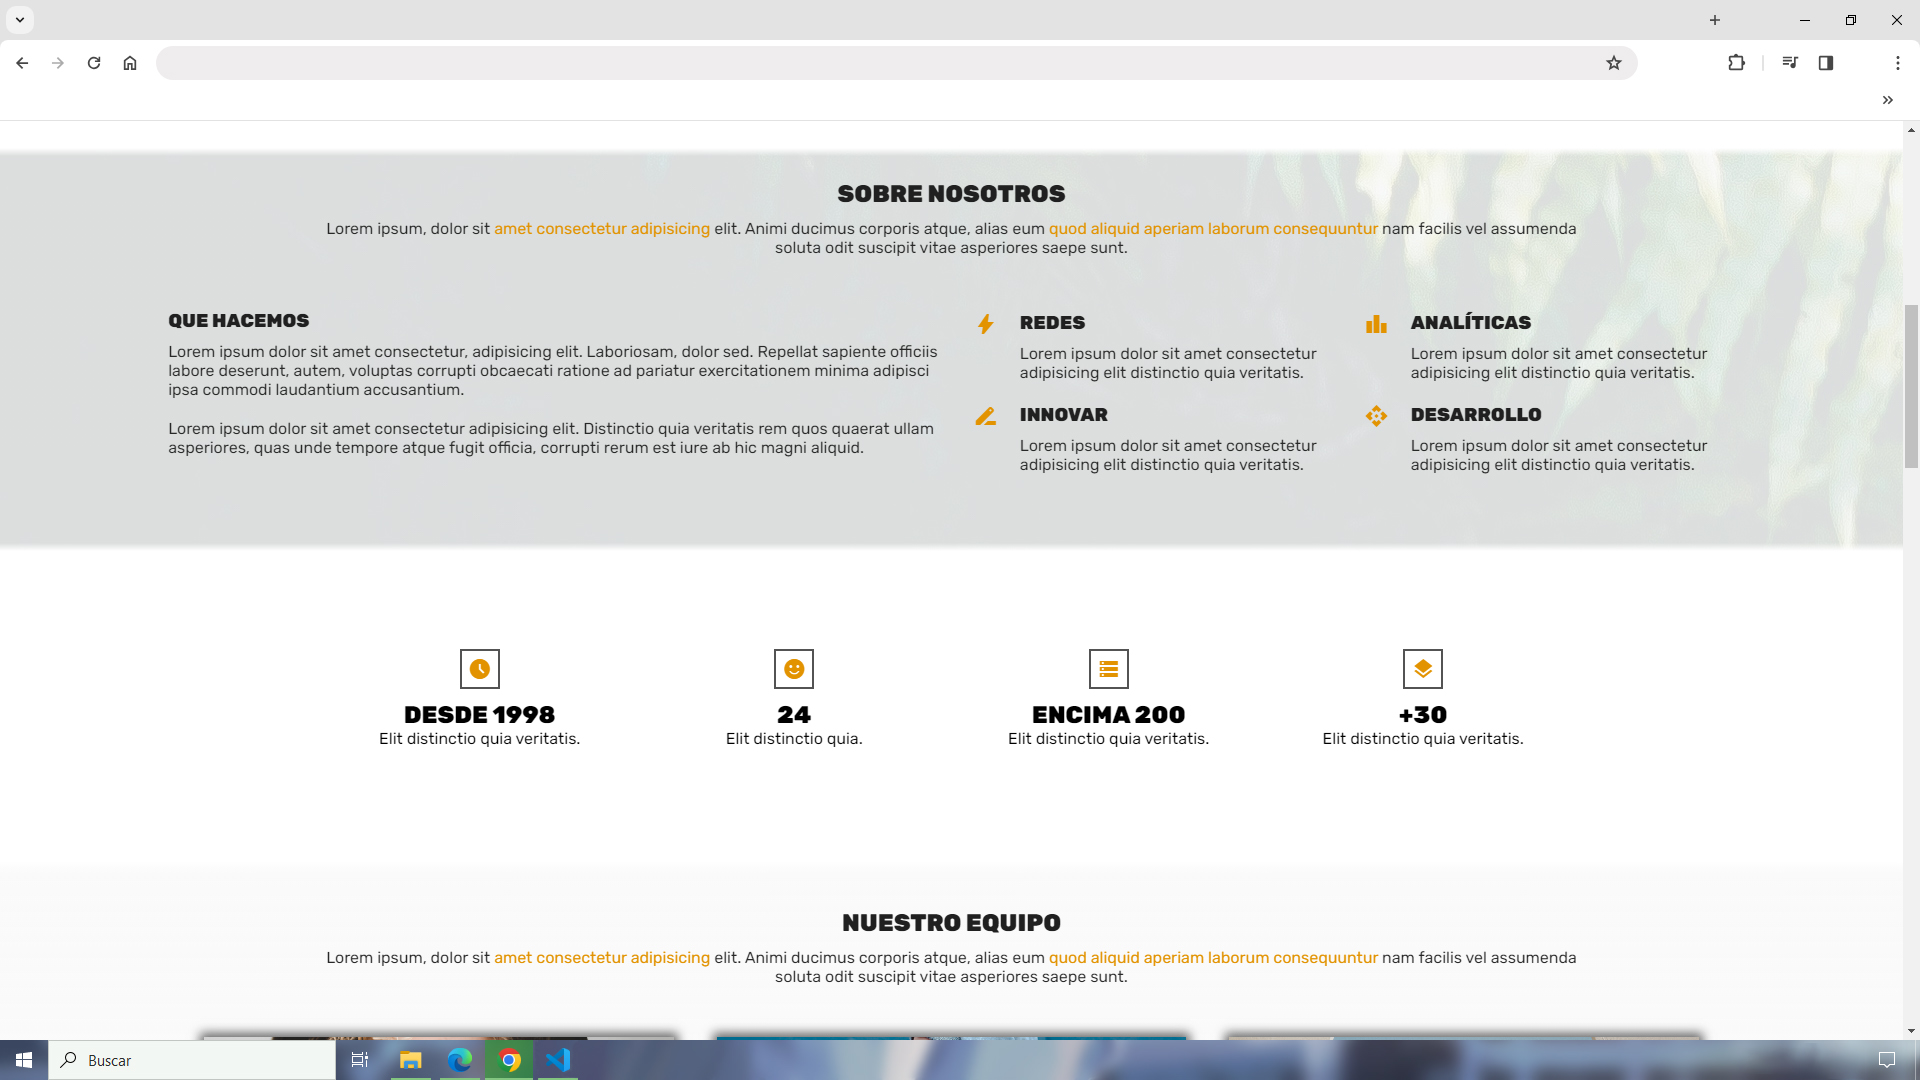 SOBRE NOSOTROS
Lorem ipsum, dolor sit amet consectetur adipisicing elit. Animi ducimus corporis atque, alias eum quod aliquid aperiam laborum consequuntur nam facilis vel assumenda
soluta odit suscipit vitae asperiores saepe sunt.
QUE HACEMOS
Lorem ipsum dolor sit amet consectetur, adipisicing elit. Laboriosam, dolor sed. Repellat sapiente officiis
labore deserunt, autem, voluptas corrupti obcaecati ratione ad pariatur exercitationem minima adipisci
ipsa commodi laudantium accusantium.
Lorem ipsum dolor sit amet consectetur adipisicing elit. Distinctio quia veritatis rem quos quaerat ullam
asperiores, quas unde tempore atque fugit officia, corrupti rerum est iure ab hic magni aliquid.
REDES
Lorem ipsum dolor sit amet consectetur
adipisicing elit distinctio quia veritatis.
ANALÍTICAS
Lorem ipsum dolor sit amet consectetur
adipisicing elit distinctio quia veritatis.
INNOVAR
Lorem ipsum dolor sit amet consectetur
adipisicing elit distinctio quia veritatis.
DESARROLLO
Lorem ipsum dolor sit amet consectetur
adipisicing elit distinctio quia veritatis.
DESDE 1998
Elit distinctio quia veritatis.
24
Elit distinctio quia.
ENCIMA 200
Elit distinctio quia veritatis.
+30
Elit distinctio quia veritatis.
NUESTRO EQUIPO
Lorem ipsum, dolor sit amet consectetur adipisicing elit. Animi ducimus corporis atque, alias eum quod aliquid aperiam laborum consequuntur nam facilis vel assumenda
soluta odit suscipit vitae asperiores saepe sunt.
Buscar